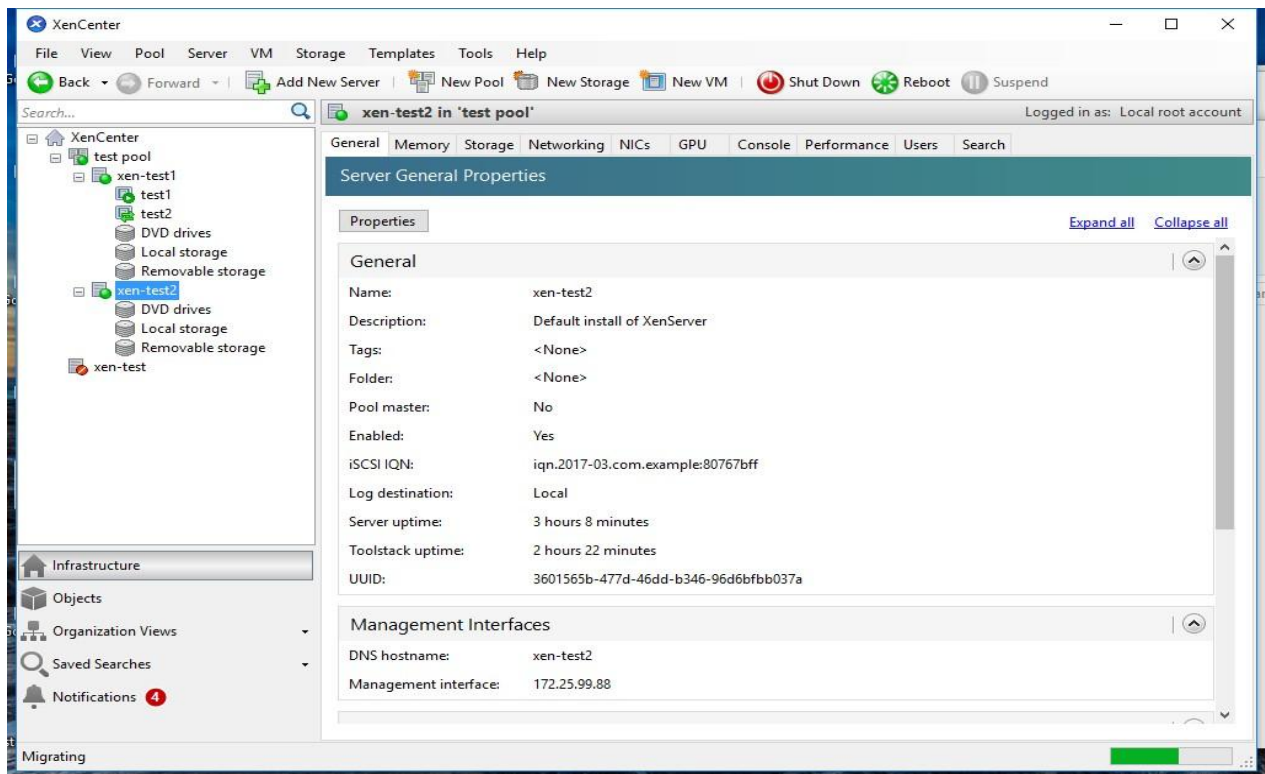 XenCenter
File View Pool Server VM Storage Templates Tools Help
Back Forward Add New Server New Pool New Storage New VM Shut Down Reboot Suspend
Search...
xen-test2 in 'test pool' Logged in as: Local root account
XenCenter
test pool
xen-test1
test1
test2
DVD drives
Local storage
Removable storage
xen-test2
DVD drives
Local storage
Removable storage
xen-test
Infrastructure
Objects
Organization Views
Saved Searches
Notifications 4
General Memory Storage Networking NICs GPU Console Performance Users Search
Server General Properties
Properties Expand all Collapse all
General
Name: xen-test2
Description: Default install of XenServer
Tags: <None>
Folder: <None>
Pool master: No
Enabled: Yes
iSCSI IQN: iqn.2017-03.com.example:80767bff
Log destination: Local
Server uptime: 3 hours 8 minutes
Toolstack uptime: 2 hours 22 minutes
UUID: 3601565b-477d-46dd-b346-96d6bfbb037a
Management Interfaces
DNS hostname: xen-test2
Management interface: 172.25.99.88
Migrating